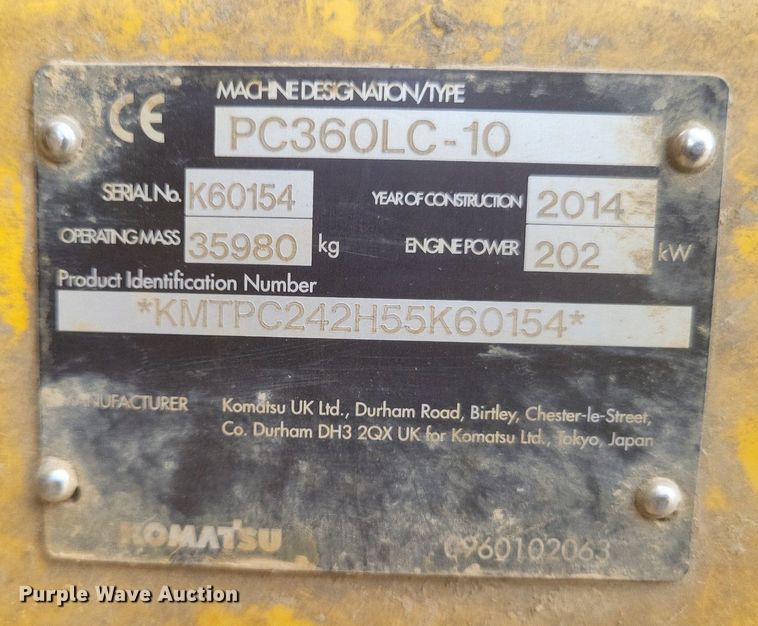 CE
MACHINE DESIGNATION/TYPE
PC360LC-10
SERIAL No. K60154 YEAR OF CONSTRUCTION 2014
OPERATING MASS 35980 kg ENGINE POWER 202 kW
Product Identification Number
*KMTPC242H55K60154*
MANUFACTURER Komatsu UK Ltd., Durham Road, Birtley, Chester-le-Street,
Co. Durham DH3 2QX UK for Komatsu Ltd., Tokyo, Japan
KOMATSU 0960102063
Purple Wave Auction